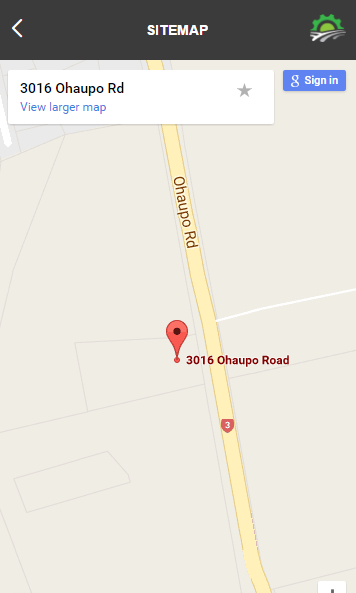 SITEMAP
3016 Ohaupo Rd
View larger map
g Sign in
Ohaupo Rd
3016 Ohaupo Road
3